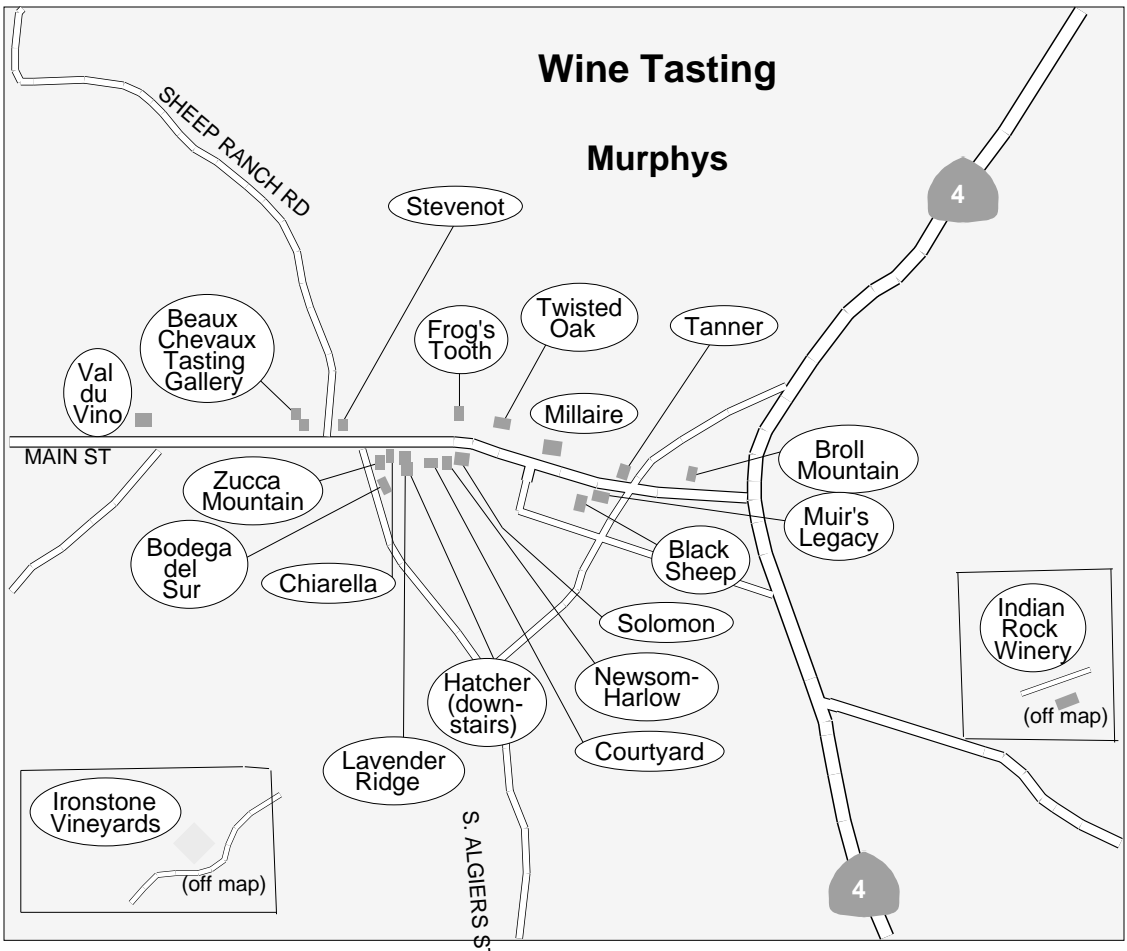 Wine Tasting
Murphys
4
SHEEP RANCH RD
Stevenot
Beaux
Chevaux
Tasting
Gallery
Frog's
Tooth
Twisted
Oak
Tanner
Val
du
Vino
Millaire
MAIN ST
Broll
Mountain
Zucca
Mountain
Muir's
Legacy
Bodega
del
Sur
Black
Sheep
Chiarella
Solomon
Indian
Rock
Winery
(off map)
Hatcher
(down-
stairs)
Newsom-
Harlow
Courtyard
Lavender
Ridge
Ironstone
Vineyards
(off map)
S. ALGIERS ST
4